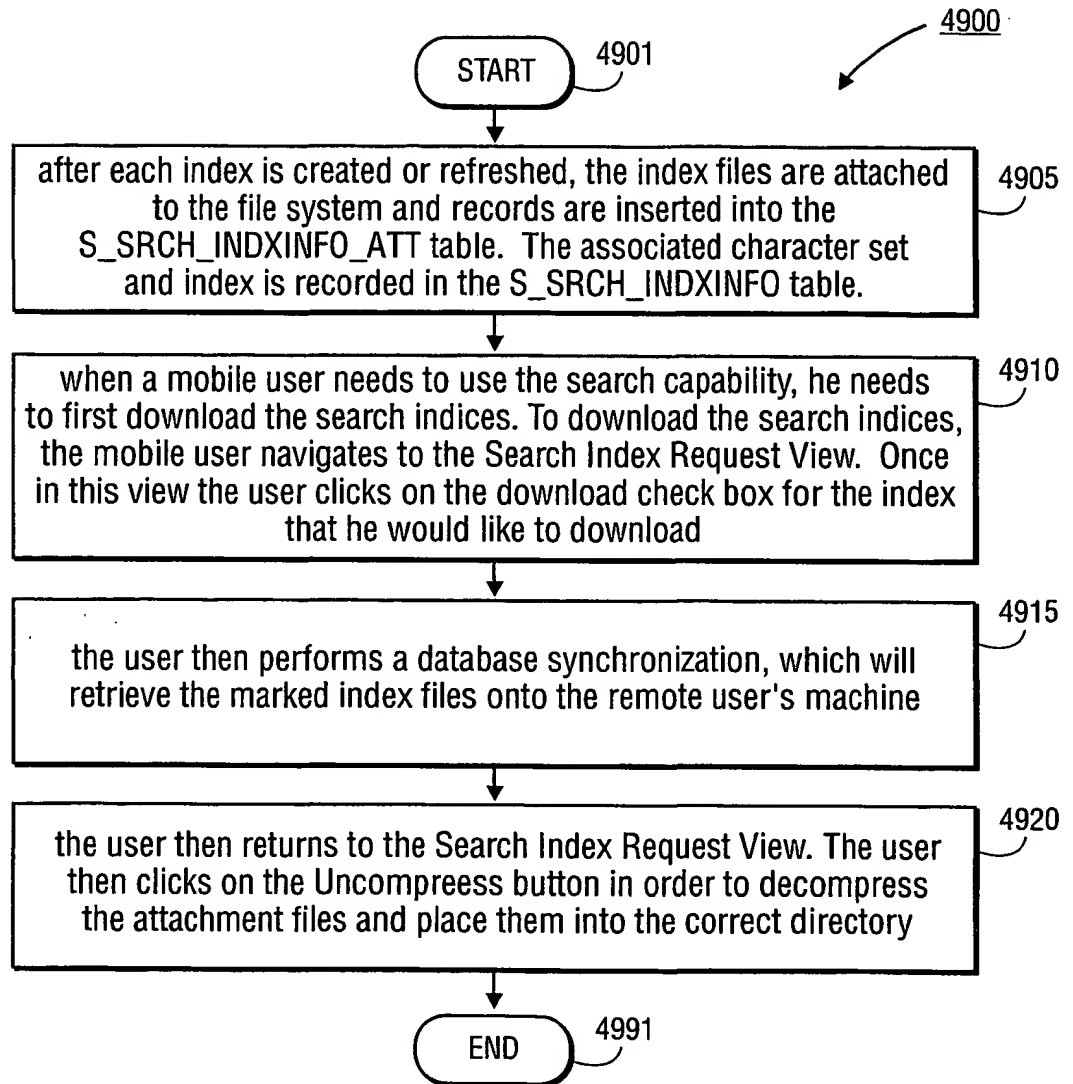 4900
START
4901
after each index is created or refreshed, the index files are attached
to the file system and records are inserted into the
S_SRCH_INDXINFO_ATT table. The associated character set
and index is recorded in the S_SRCH_INDXINFO table.
4905
when a mobile user needs to use the search capability, he needs
to first download the search indices. To download the search indices,
the mobile user navigates to the Search Index Request View. Once
in this view the user clicks on the download check box for the index
that he would like to download
4910
the user then performs a database synchronization, which will
retrieve the marked index files onto the remote user's machine
4915
the user then returns to the Search Index Request View. The user
then clicks on the Uncompreess button in order to decompress
the attachment files and place them into the correct directory
4920
END
4991